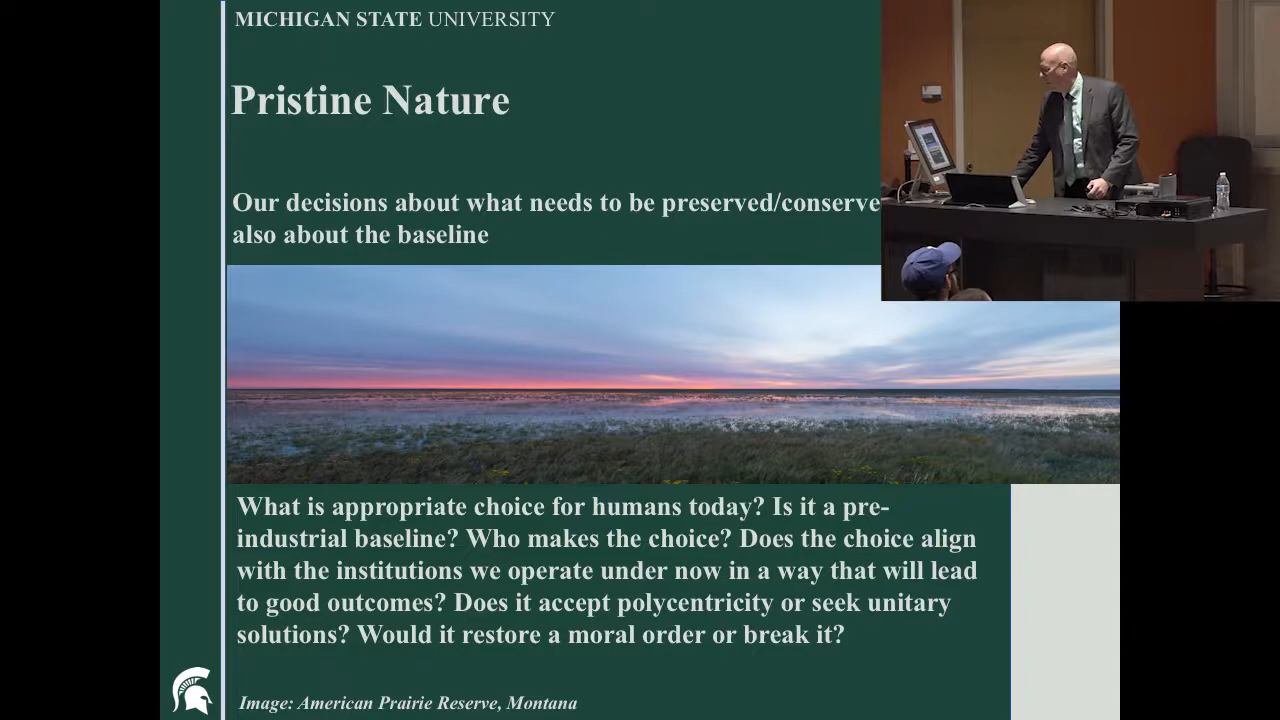 MICHIGAN STATE UNIVERSITY
Pristine Nature
Our decisions about what needs to be preserved/conserve
also about the baseline
What is appropriate choice for humans today? Is it a pre-
industrial baseline? Who makes the choice? Does the choice align
with the institutions we operate under now in a way that will lead
to good outcomes? Does it accept polycentricity or seek unitary
solutions? Would it restore a moral order or break it?
Image: American Prairie Reserve, Montana